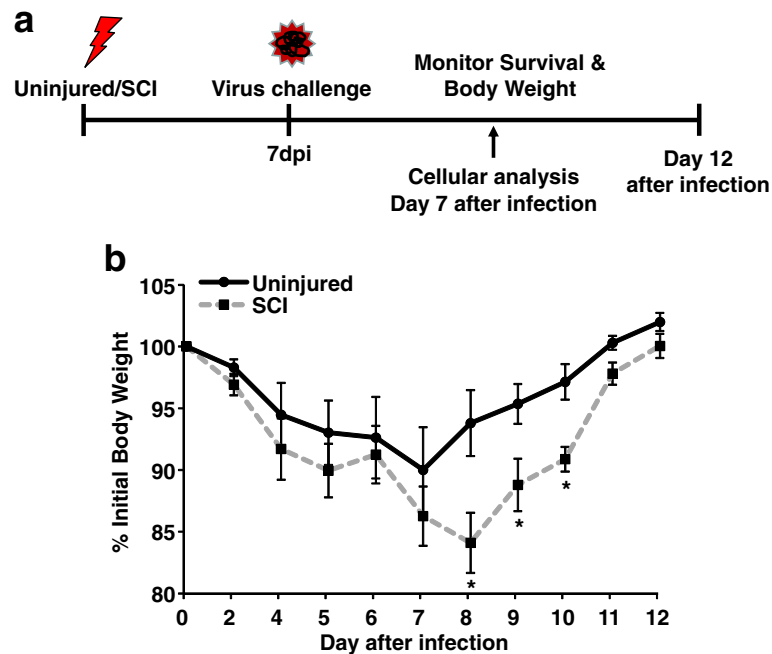 a
Uninjured/SCI
Virus challenge
Monitor Survival &
Body Weight
7dpi
Cellular analysis
Day 7 after infection
Day 12
after infection
b
Uninjured
SCI
% Initial Body Weight
105
100
95
90
85
80
* * *
0 2 4 5 6 7 8 9 10 11 12
Day after infection